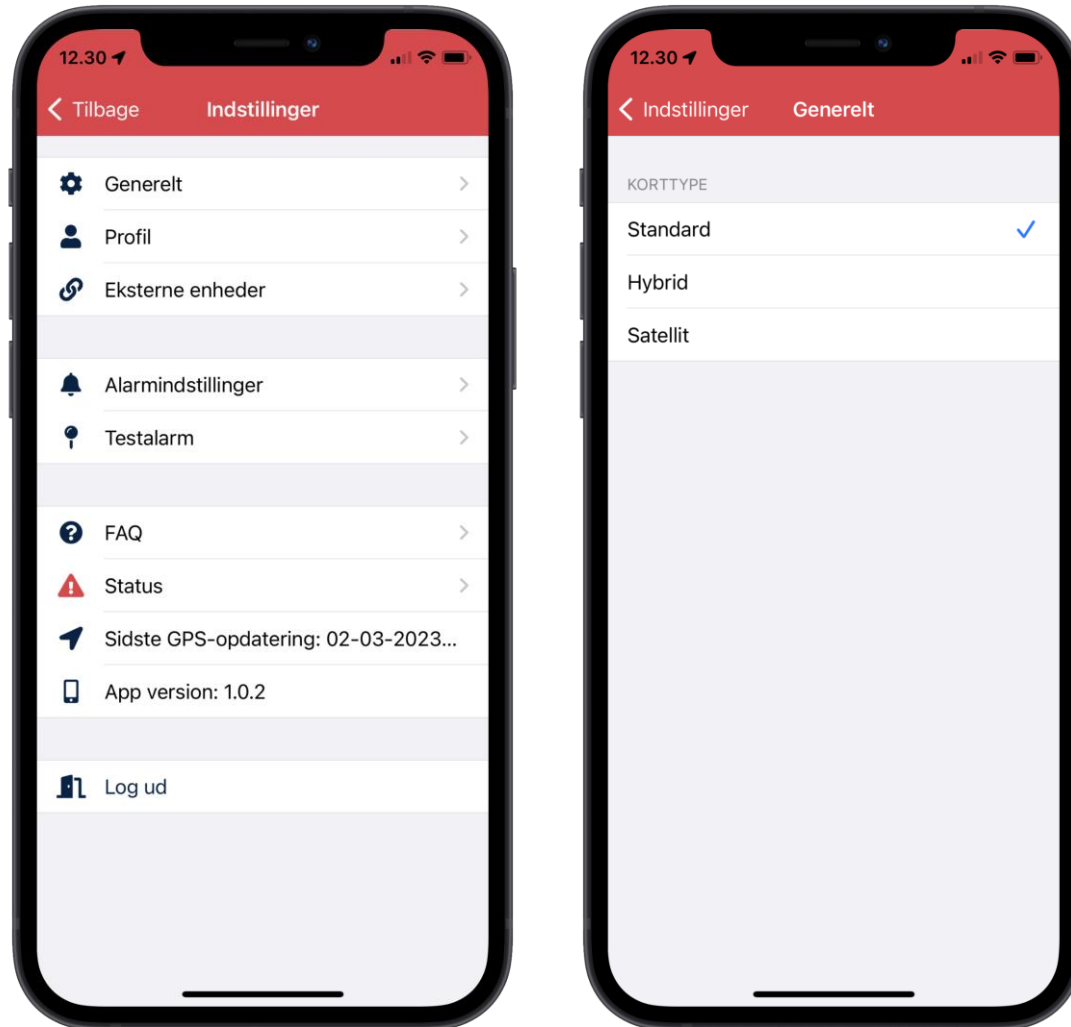 12.30
Tilbage
Indstillinger
Generelt
Profil
Eksterne enheder
Alarmindstillinger
Testalarm
FAQ
Status
Sidste GPS-opdatering: 02-03-2023...
App version: 1.0.2
Log ud
12.30
Indstillinger
Generelt
KORTTYPE
Standard
Hybrid
Satellit